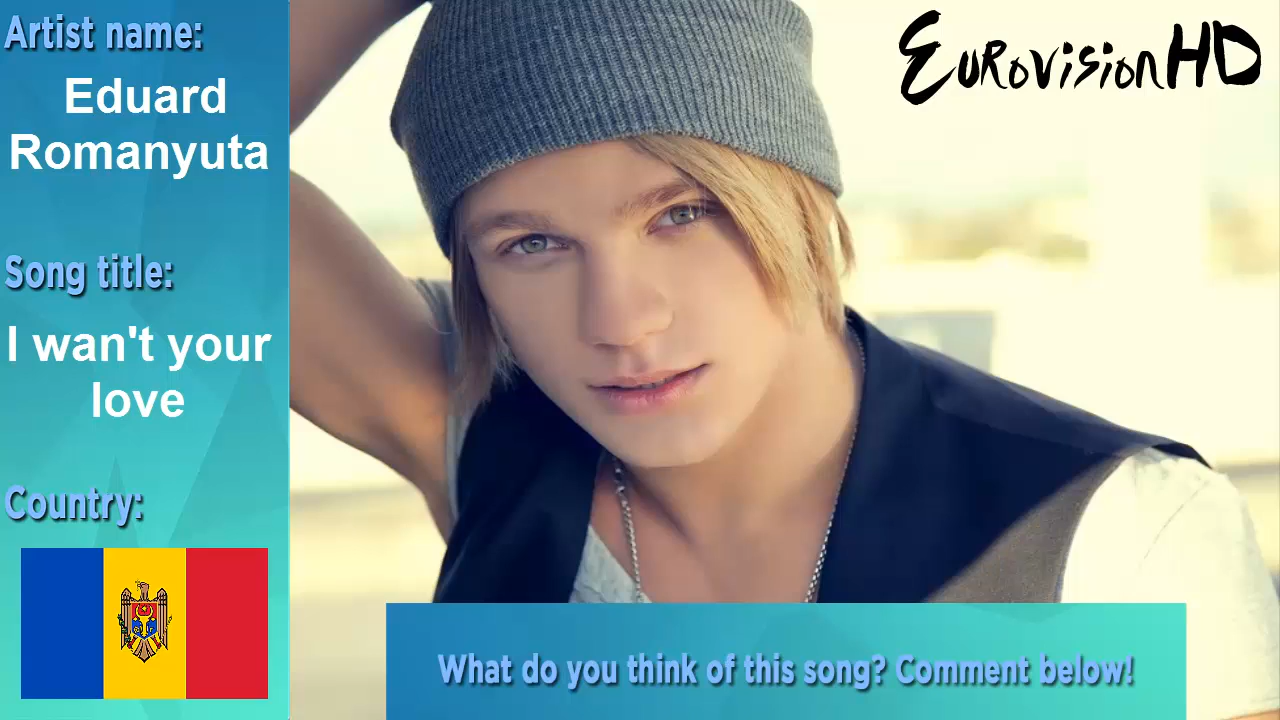 Artist name:
Eduard
Romanyuta
Song title:
I wan't your
love
Country:
EurovisionHD
What do you think of this song? Comment below!